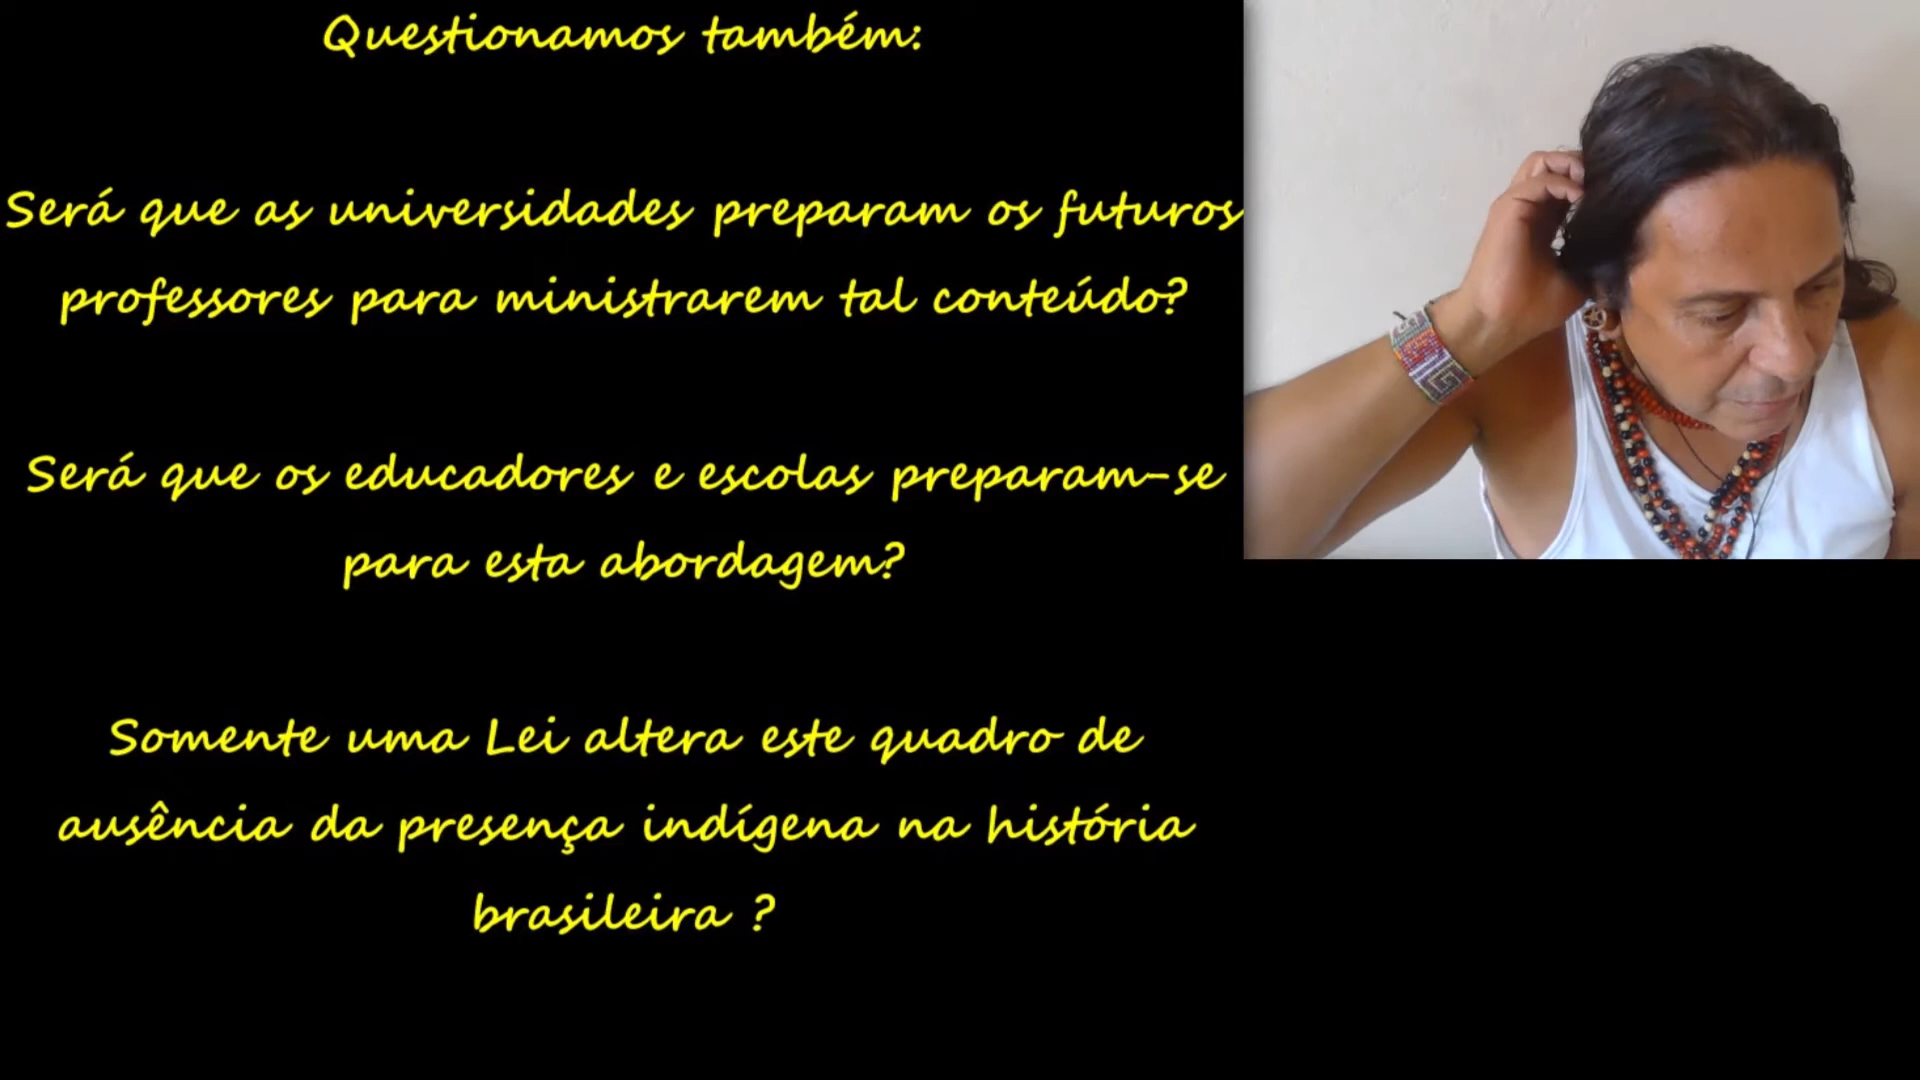 Questionamos também:
Será que as universidades preparam os futuros
professores para ministrarem tal conteúdo?
Será que os educadores e escolas preparam-se
para esta abordagem?
Somente uma Lei altera este quadro de
ausência da presença indígena na história
brasileira ?